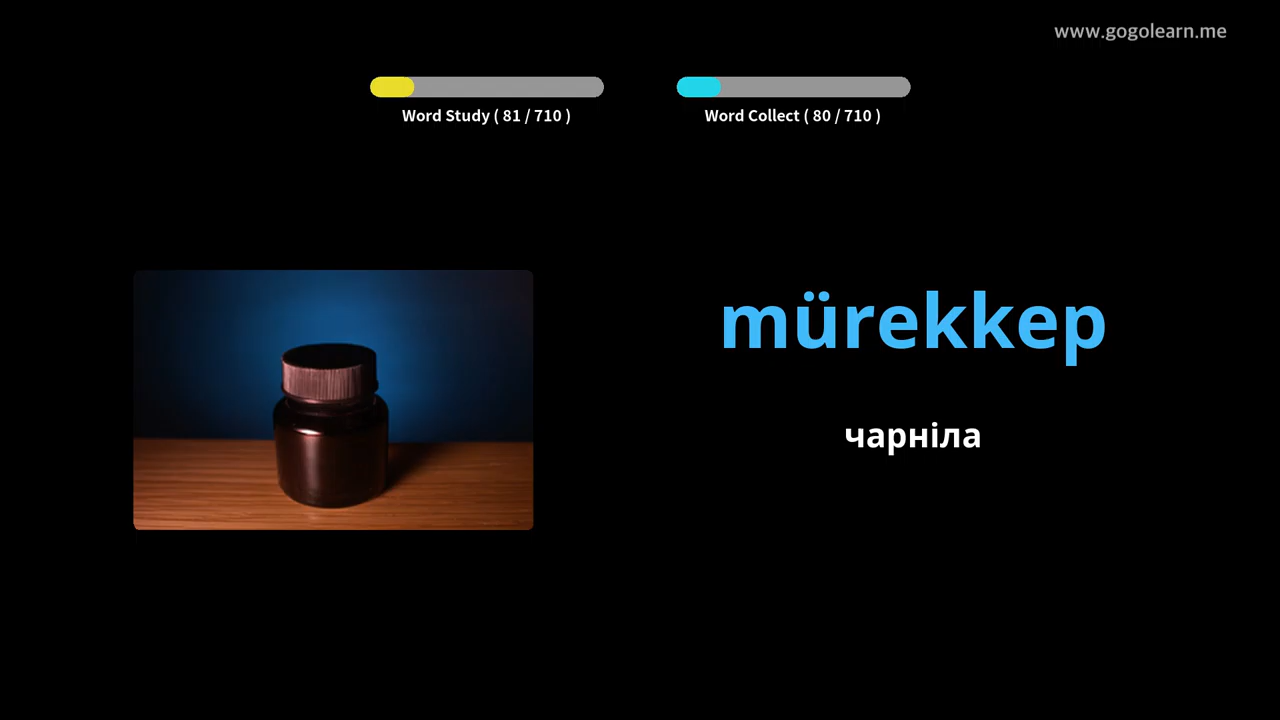 www.gogolearn.me
Word Study ( 81 / 710 )
Word Collect ( 80 / 710 )
mürekkep
чарніла